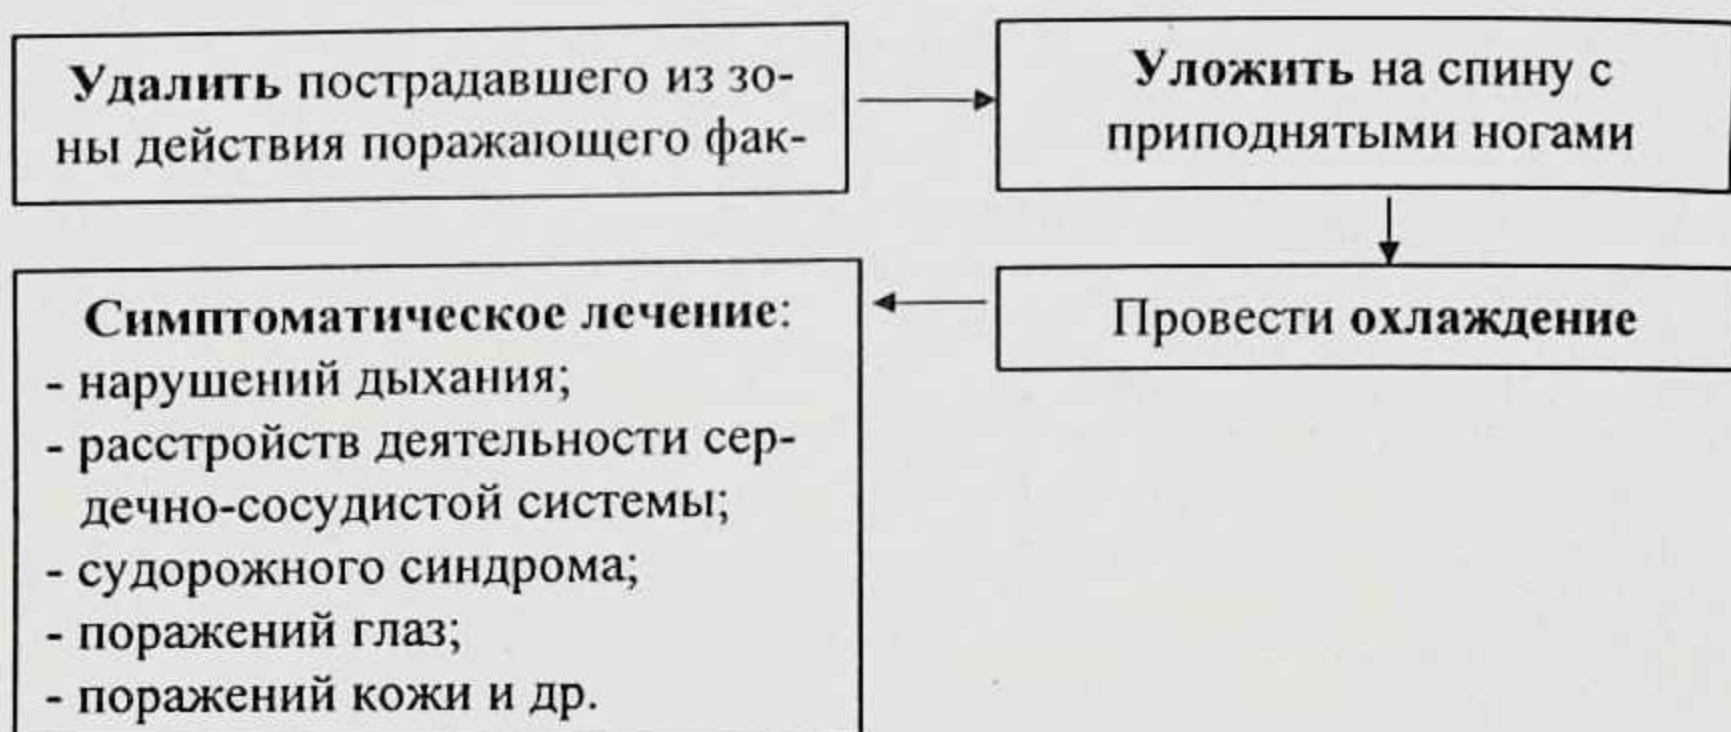 Удалить пострадавшего из зо-
ны действия поражающего фак-
Уложить на спину с
приподнятыми ногами
Провести охлаждение
Симптоматическое лечение:
- нарушений дыхания;
- расстройств деятельности сер-
дечно-сосудистой системы;
- судорожного синдрома;
- поражений глаз;
- поражений кожи и др.